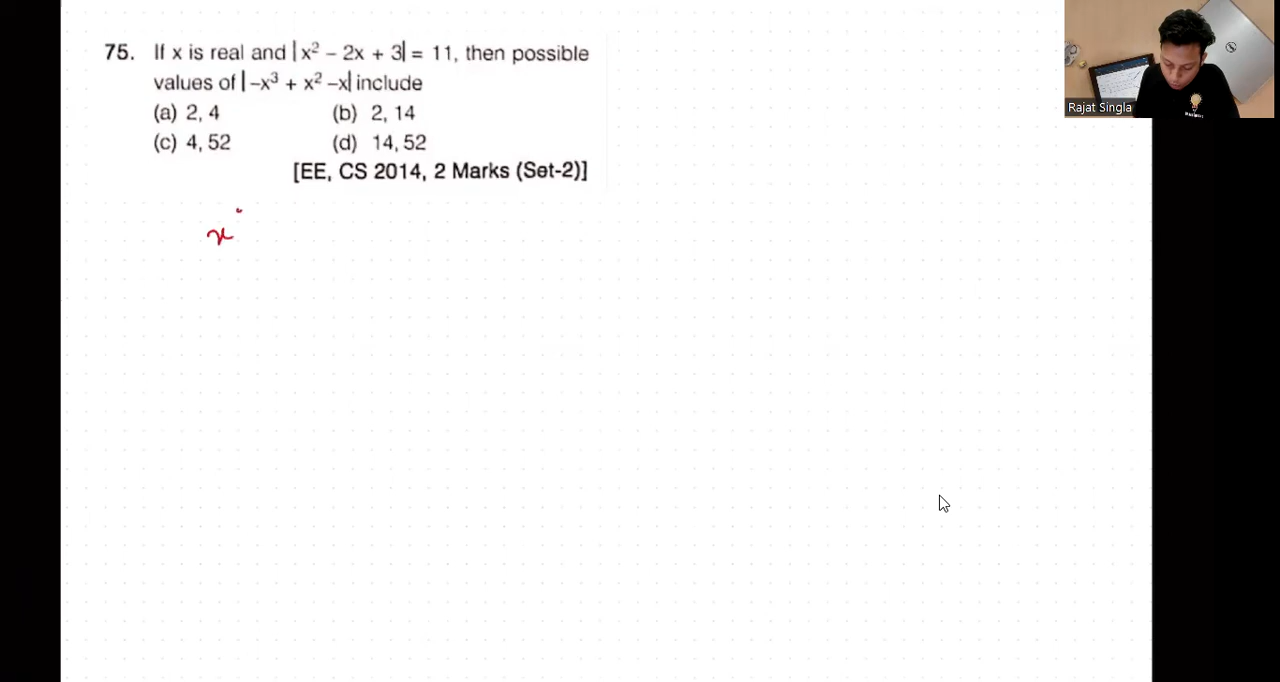 75. If x is real and |x² – 2x + 3| = 11, then possible
values of |–x³ + x² –x| include
(a) 2, 4 (b) 2, 14
(c) 4, 52 (d) 14, 52
[EE, CS 2014, 2 Marks (Set-2)]
x
Rajat Singla